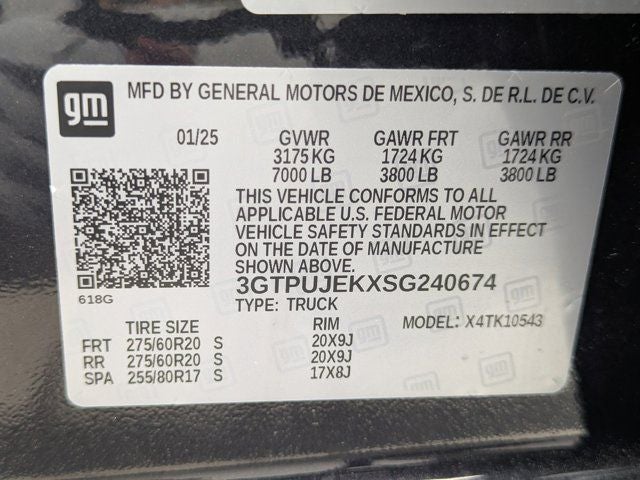 gm
MFD BY GENERAL MOTORS DE MEXICO, S. DE R.L. DE C.V.
01/25 GVWR GAWR FRT GAWR RR
3175 KG 1724 KG 1724 KG
7000 LB 3800 LB 3800 LB
THIS VEHICLE CONFORMS TO ALL
APPLICABLE U.S. FEDERAL MOTOR
VEHICLE SAFETY STANDARDS IN EFFECT
ON THE DATE OF MANUFACTURE
SHOWN ABOVE.
3GTPUJEKXSG240674
618G
TYPE: TRUCK
TIRE SIZE RIM MODEL: X4TK10543
FRT 275/60R20 S 20X9J
RR 275/60R20 S 20X9J
SPA 255/80R17 S 17X8J